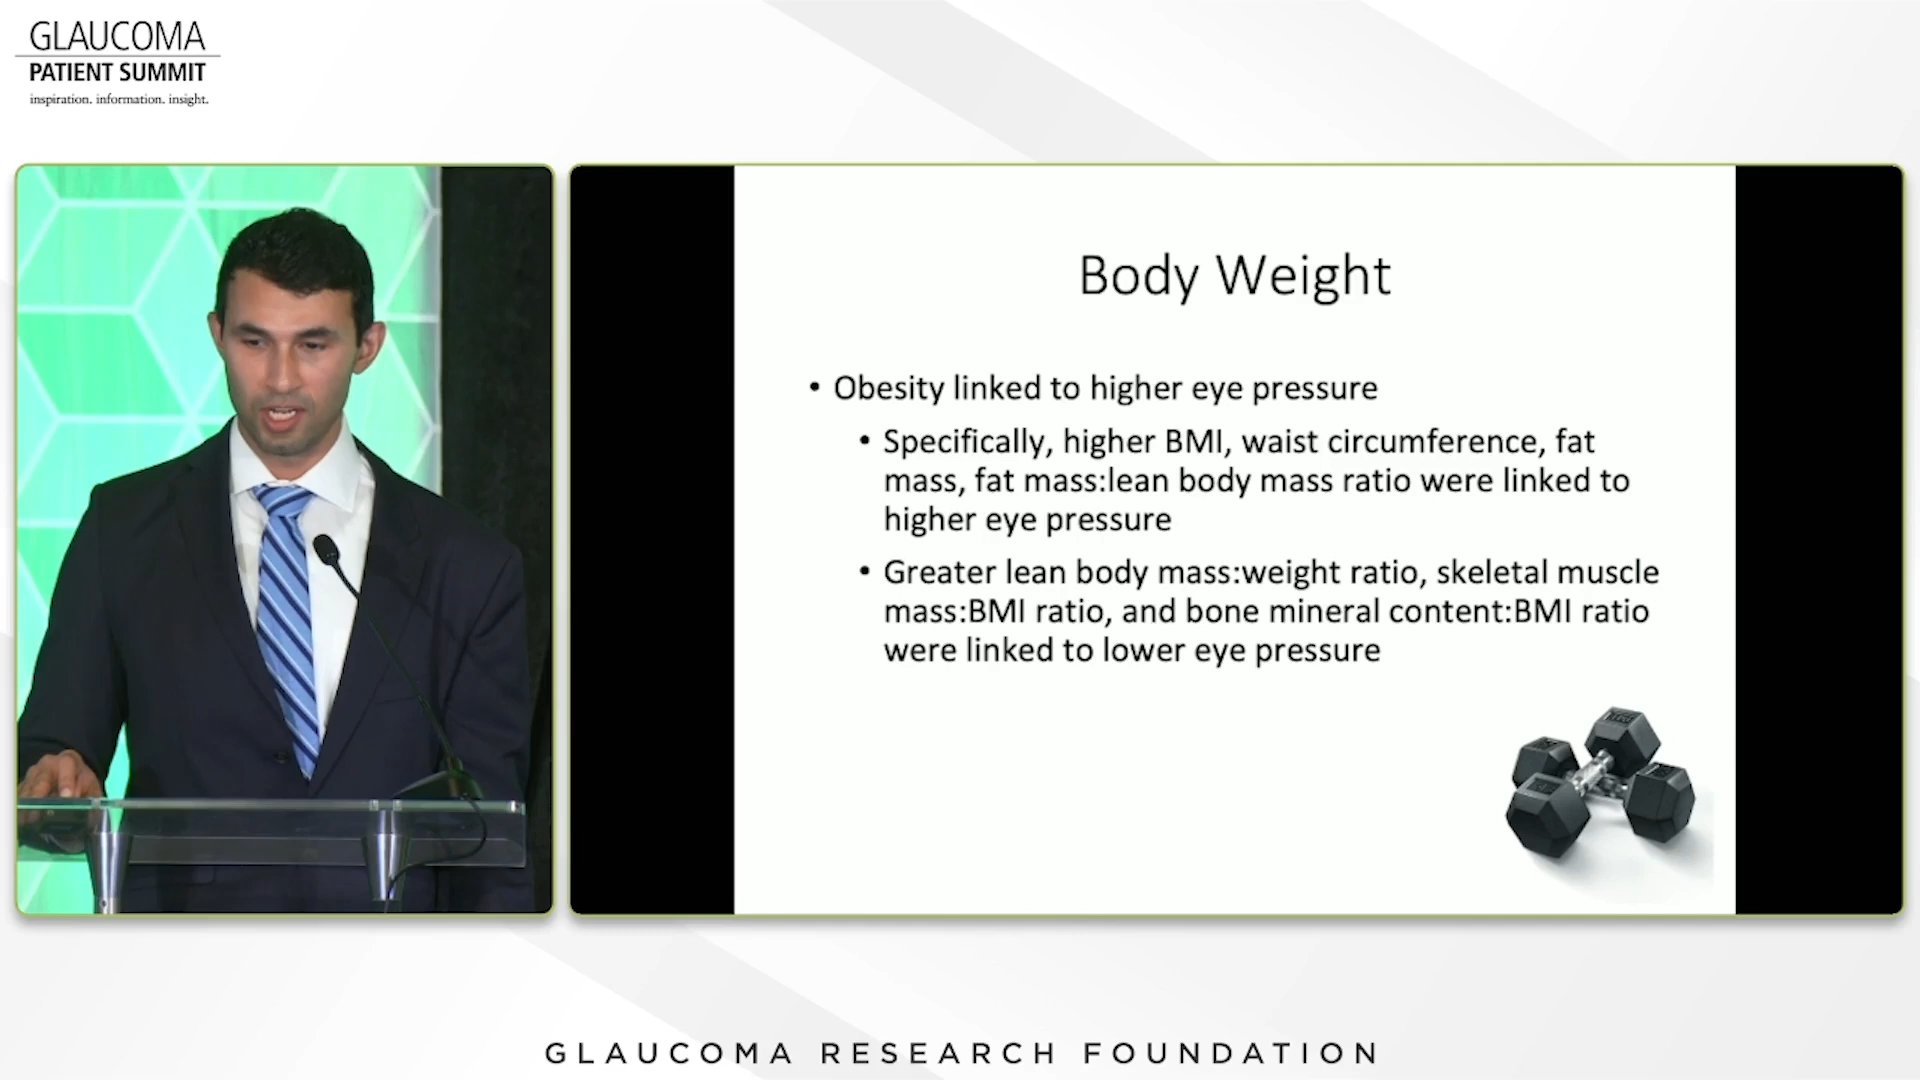 GLAUCOMA
PATIENT SUMMIT
inspiration. information. insight.
Body Weight
• Obesity linked to higher eye pressure
• Specifically, higher BMI, waist circumference, fat
mass, fat mass:lean body mass ratio were linked to
higher eye pressure
• Greater lean body mass:weight ratio, skeletal muscle
mass:BMI ratio, and bone mineral content:BMI ratio
were linked to lower eye pressure
GLAUCOMA RESEARCH FOUNDATION